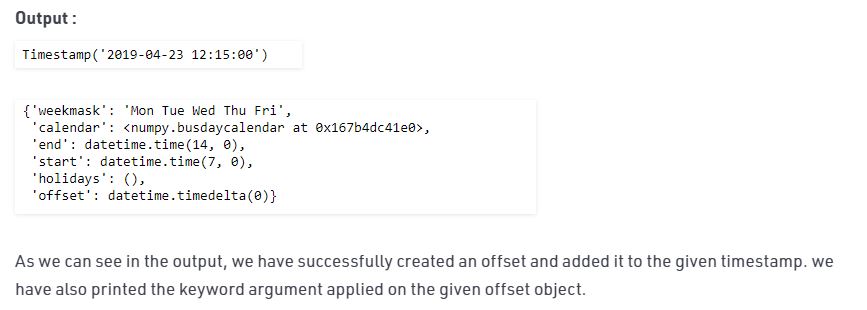 Output :
Timestamp('2019-04-23 12:15:00')
{'weekmask': 'Mon Tue Wed Thu Fri',
 'calendar': <numpy.busdaycalendar at 0x167b4dc41e0>,
 'end': datetime.time(14, 0),
 'start': datetime.time(7, 0),
 'holidays': (),
 'offset': datetime.timedelta(0)}
As we can see in the output, we have successfully created an offset and added it to the given timestamp. we
have also printed the keyword argument applied on the given offset object.